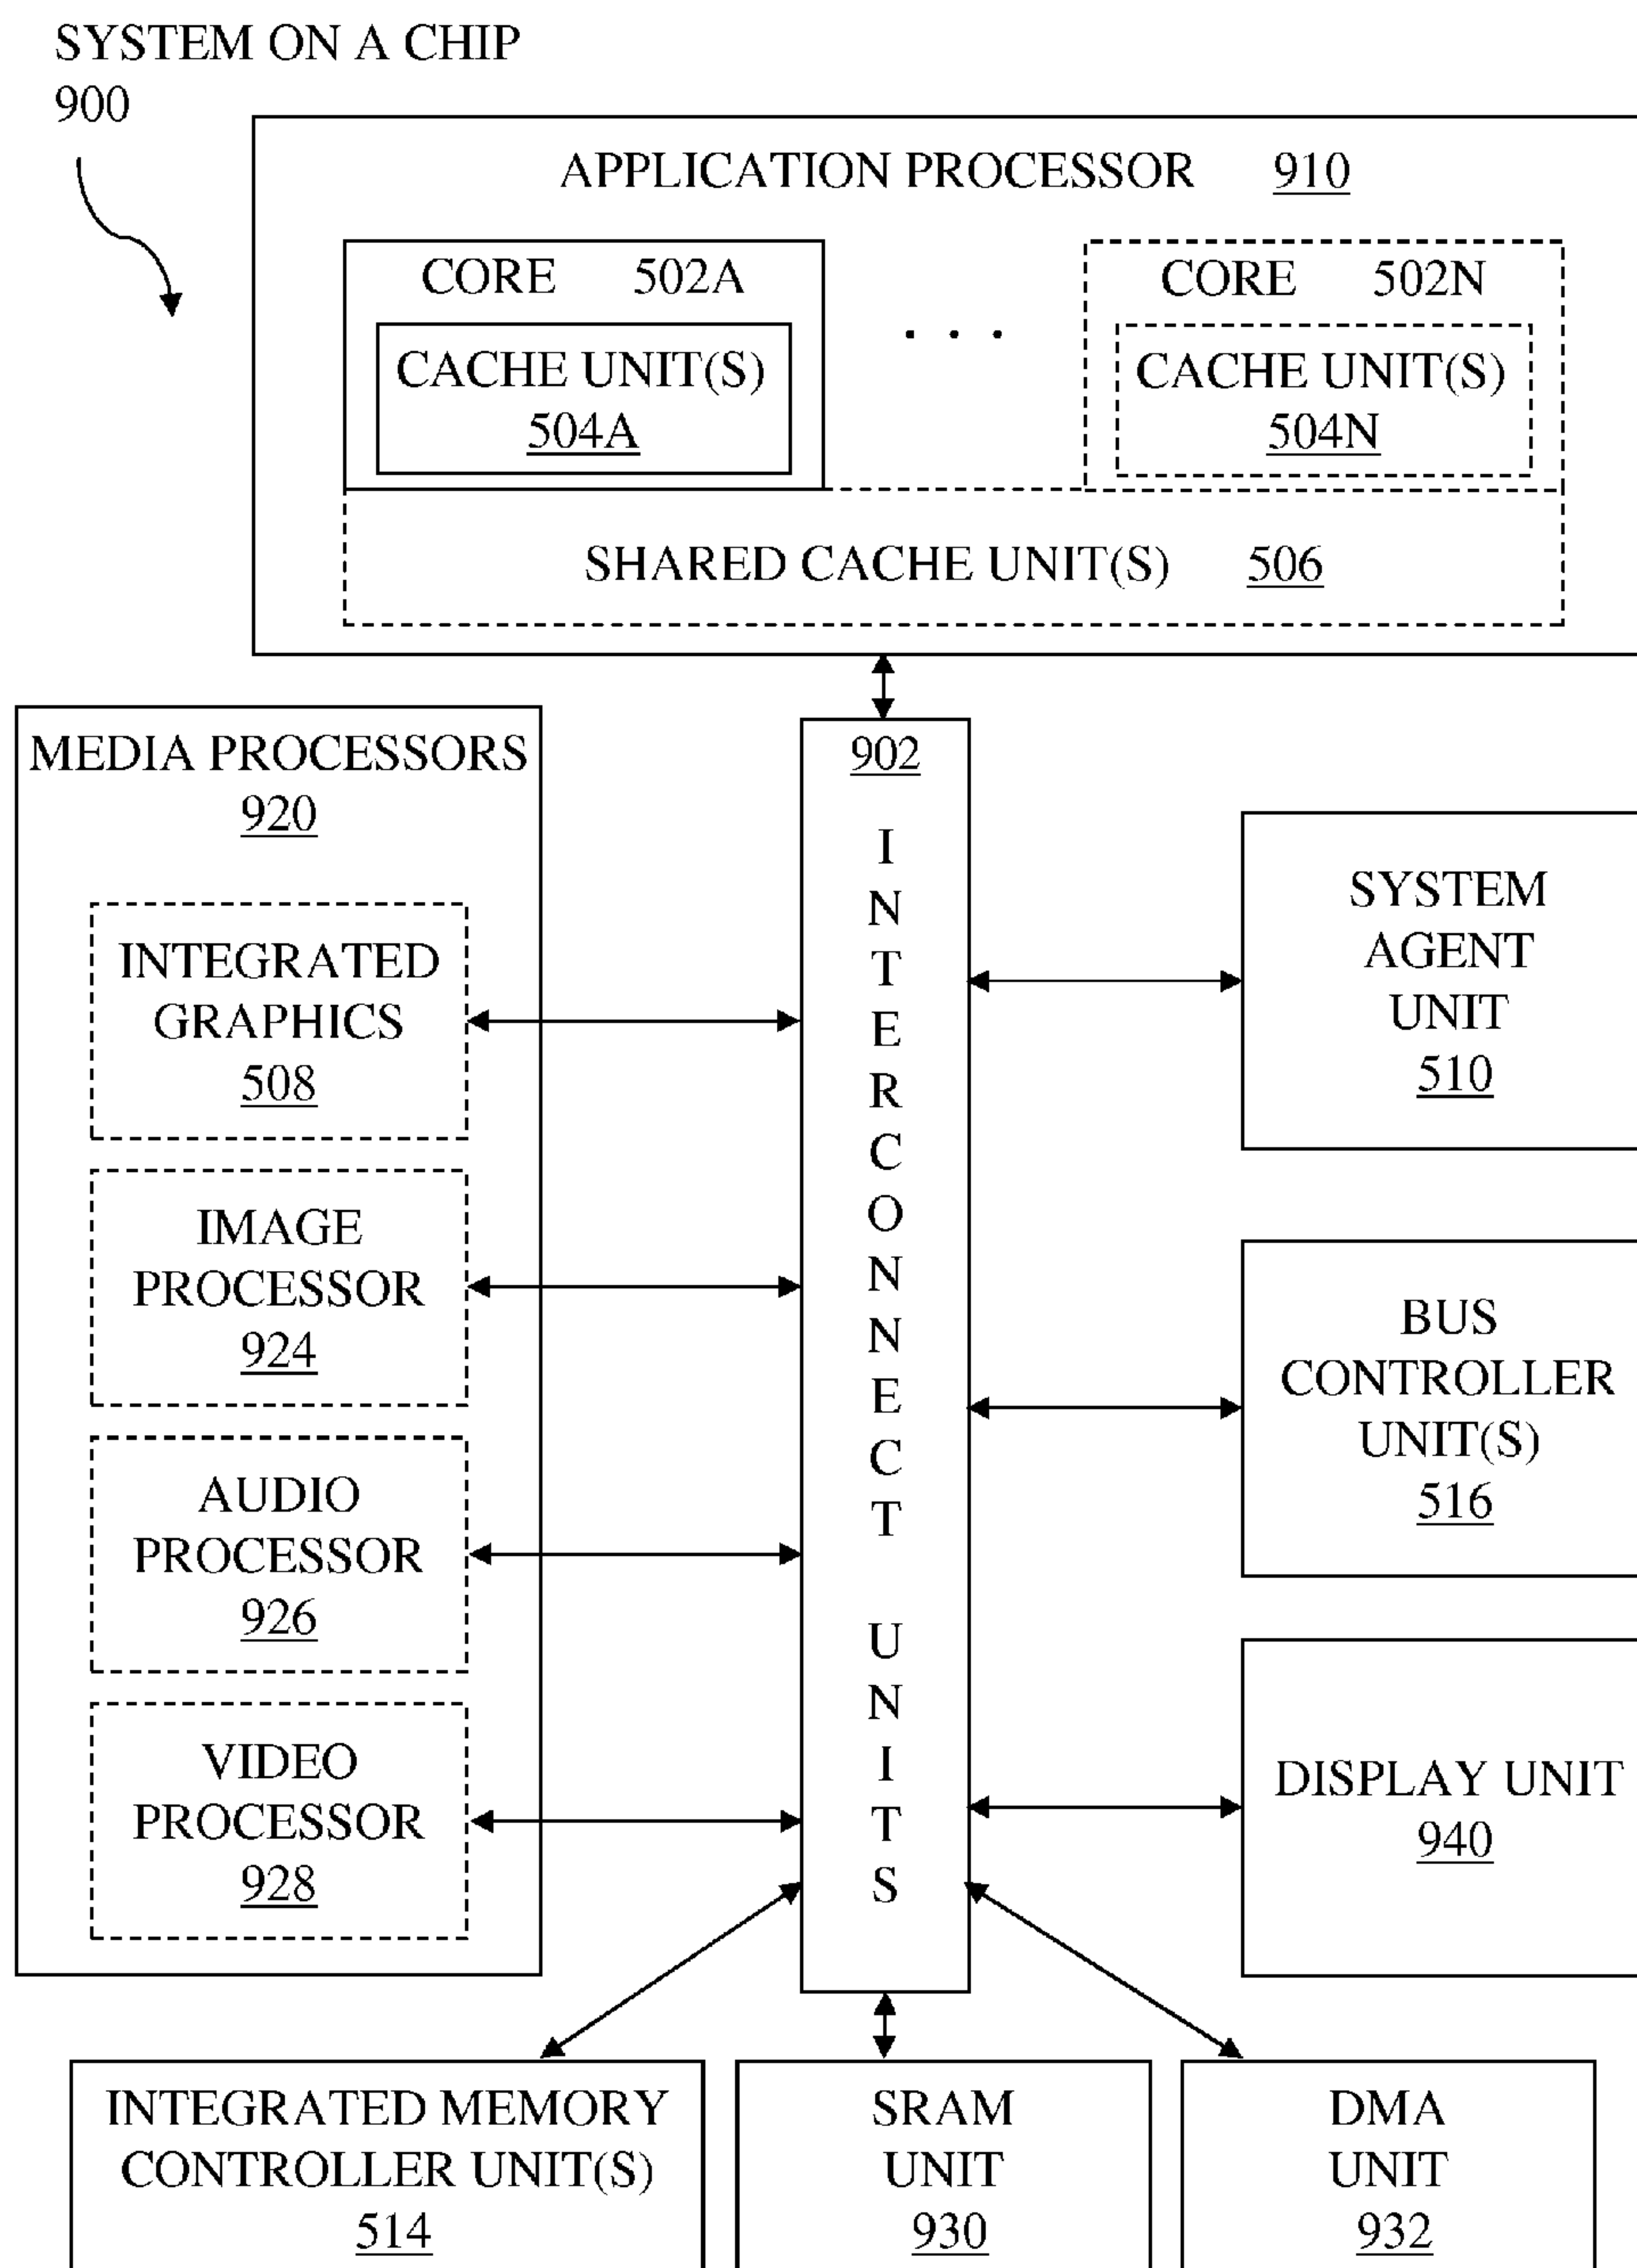 SYSTEM ON A CHIP
900
APPLICATION PROCESSOR 910
CORE 502A
CACHE UNIT(S)
504A
. . .
CORE 502N
CACHE UNIT(S)
504N
SHARED CACHE UNIT(S) 506
MEDIA PROCESSORS
920
INTEGRATED
GRAPHICS
508
IMAGE
PROCESSOR
924
AUDIO
PROCESSOR
926
VIDEO
PROCESSOR
928
902
INTERCONNECT UNITS
SYSTEM
AGENT
UNIT
510
BUS
CONTROLLER
UNIT(S)
516
DISPLAY UNIT
940
INTEGRATED MEMORY
CONTROLLER UNIT(S)
514
SRAM
UNIT
930
DMA
UNIT
932